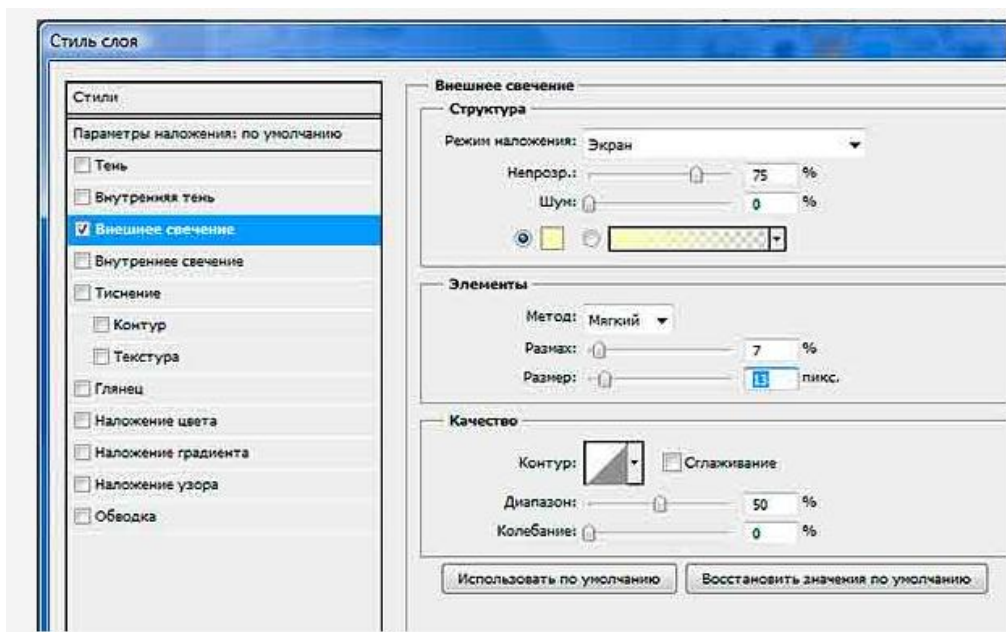 Стиль слоя
Стили
Параметры наложения: по умолчанию
Тень
Внутренняя тень
Внешнее свечение
Внутреннее свечение
Тиснение
Контур
Текстура
Глянец
Наложение цвета
Наложение градиента
Наложение узора
Обводка
Внешнее свечение
Структура
Режим наложения: Экран
Непрозр.: 75 %
Шум: 0 %
Элементы
Метод: Мягкий
Размах: 7 %
Размер: 13 пикс.
Качество
Контур: Сглаживание
Диапазон: 50 %
Колебание: 0 %
Использовать по умолчанию Восстановить значения по умолчанию